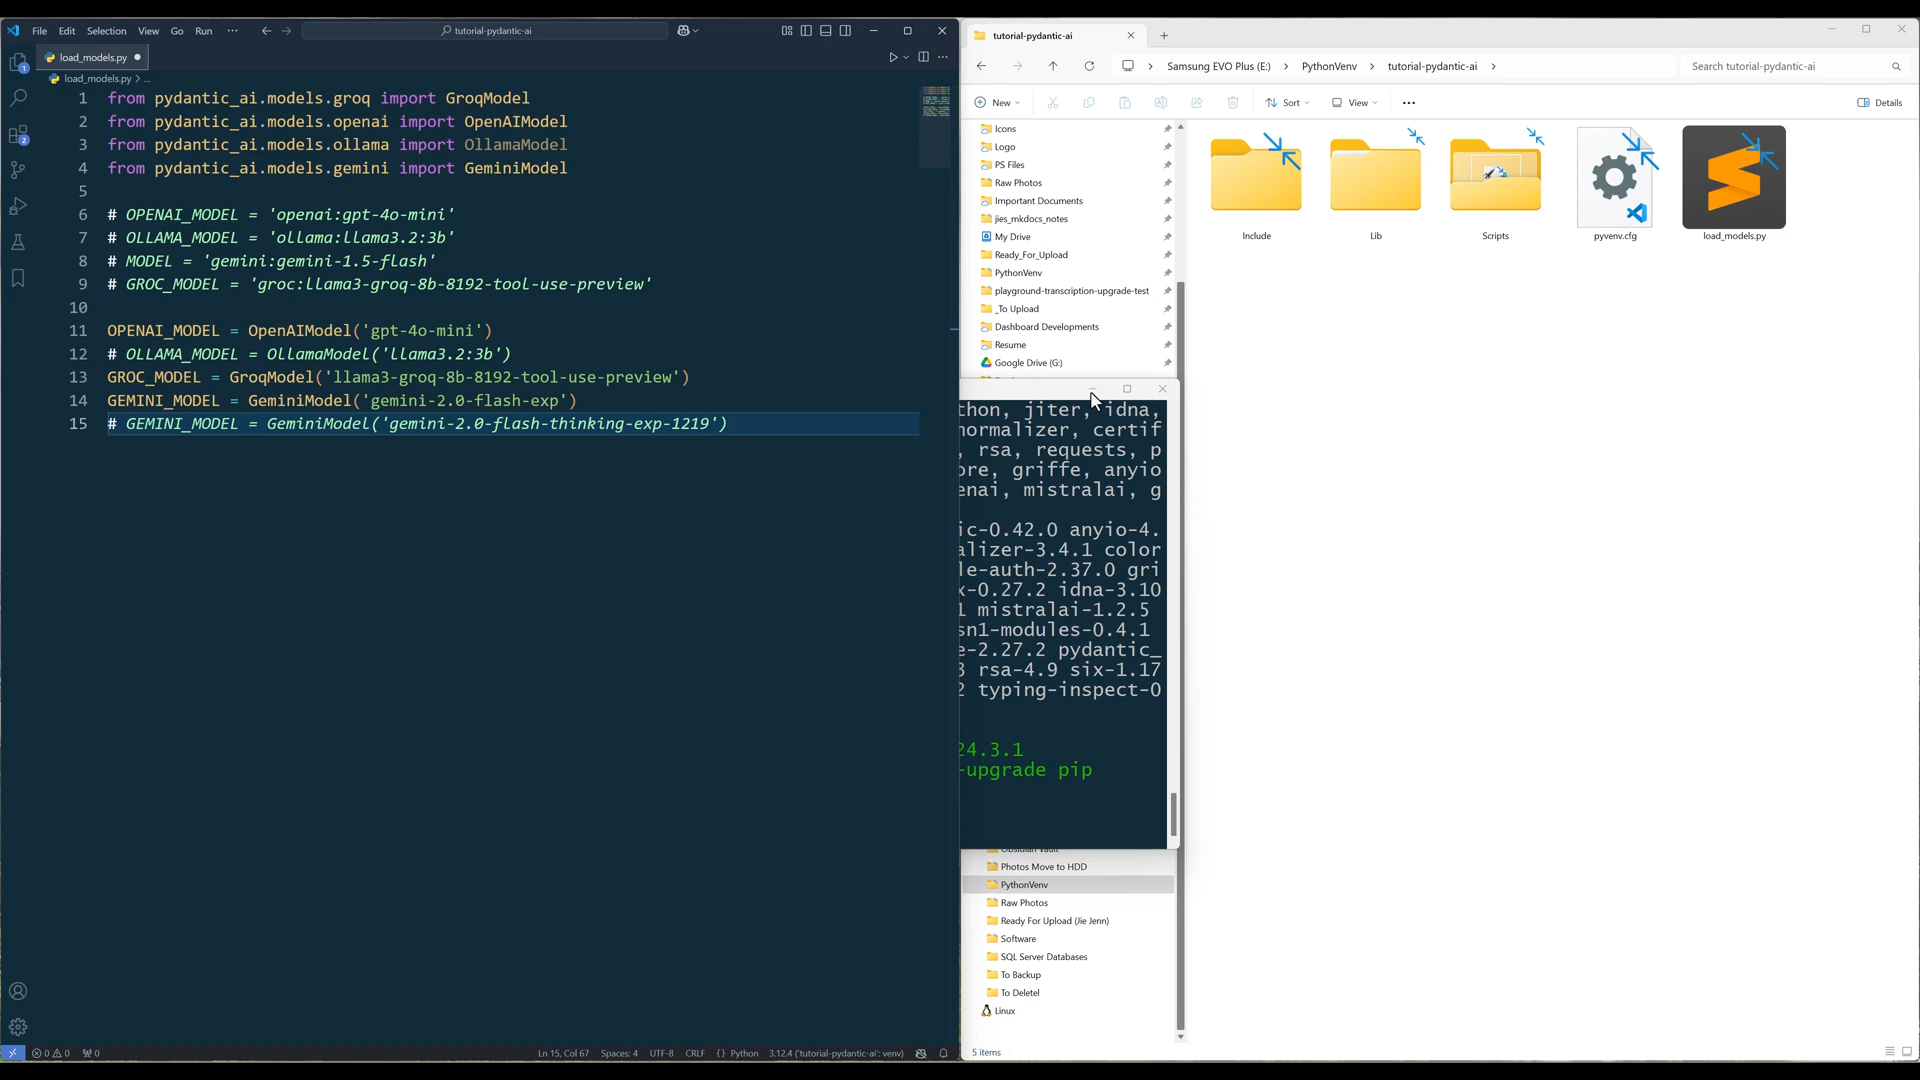 File Edit Selection View Go Run ··· tutorial-pydantic-ai
load_models.py
load_models.py > ...
1 from pydantic_ai.models.groq import GroqModel
2 from pydantic_ai.models.openai import OpenAIModel
3 from pydantic_ai.models.ollama import OllamaModel
4 from pydantic_ai.models.gemini import GeminiModel
5
6 # OPENAI_MODEL = 'openai:gpt-4o-mini'
7 # OLLAMA_MODEL = 'ollama:llama3.2:3b'
8 # MODEL = 'gemini:gemini-1.5-flash'
9 # GROC_MODEL = 'groc:llama3-groq-8b-8192-tool-use-preview'
10
11 OPENAI_MODEL = OpenAIModel('gpt-4o-mini')
12 # OLLAMA_MODEL = OllamaModel('llama3.2:3b')
13 GROC_MODEL = GroqModel('llama3-groq-8b-8192-tool-use-preview')
14 GEMINI_MODEL = GeminiModel('gemini-2.0-flash-exp')
15 # GEMINI_MODEL = GeminiModel('gemini-2.0-flash-thinking-exp-1219')
1
2
0 0 0
Ln 15, Col 67 Spaces: 4 UTF-8 CRLF {} Python 3.12.4 ('tutorial-pydantic-ai': venv)
tutorial-pydantic-ai
Samsung EVO Plus (E:) > PythonVenv > tutorial-pydantic-ai >
Search tutorial-pydantic-ai
New Sort View ··· Details
Icons
Logo
PS Files
Raw Photos
Important Documents
jies_mkdocs_notes
My Drive
Ready_For_Upload
PythonVenv
playground-transcription-upgrade-test
_To Upload
Dashboard Developments
Resume
Google Drive (G:)
Include
Lib
Scripts
pyvenv.cfg
load_models.py
thon, jiter, idna,
normalizer, certif
, rsa, requests, p
ore, griffe, anyio
enai, mistralai, g
ic-0.42.0 anyio-4.
alizer-3.4.1 color
le-auth-2.37.0 gri
x-0.27.2 idna-3.10
1 mistralai-1.2.5
sn1-modules-0.4.1
e-2.27.2 pydantic_
3 rsa-4.9 six-1.17
2 typing-inspect-0
24.3.1
-upgrade pip
Obsidian Vault
Photos Move to HDD
PythonVenv
Raw Photos
Ready For Upload (Jie Jenn)
Software
SQL Server Databases
To Backup
To Deletel
Linux
5 items